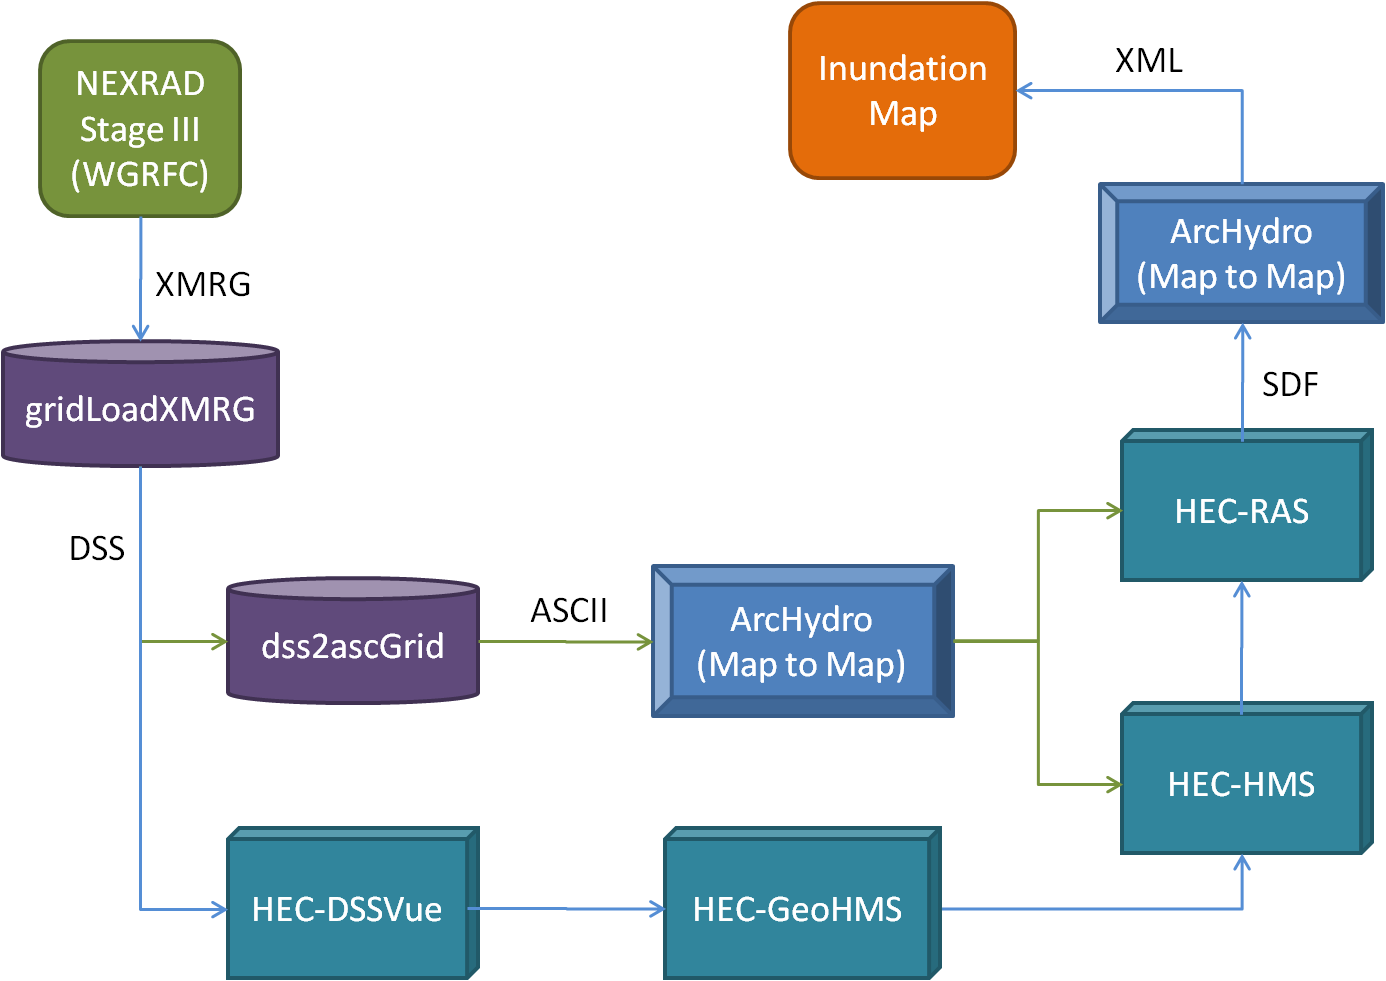 NEXRAD
Stage III
(WGRFC)
XMRG
gridLoadXMRG
DSS
dss2ascGrid
ASCII
ArcHydro
(Map to Map)
HEC-DSSVue
HEC-GeoHMS
HEC-HMS
HEC-RAS
SDF
ArcHydro
(Map to Map)
XML
Inundation
Map